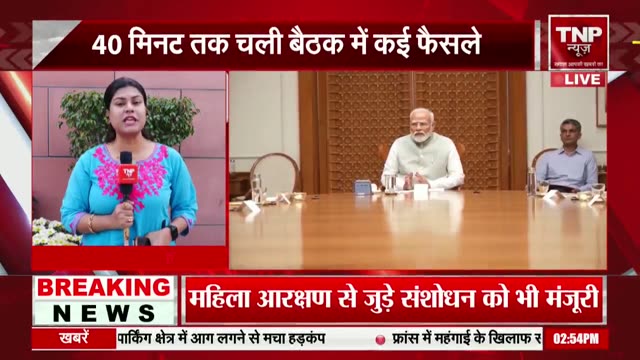 40 मिनट तक चली बैठक में कई फैसले
TNP
न्यूज़
LIVE
TNP
BREAKING
NEWS
महिला आरक्षण से जुड़े संशोधन को भी मंजूरी
खबरें
पार्किंग क्षेत्र में आग लगने से मचा हड़कंप
फ्रांस में महंगाई के खिलाफ
02:54PM